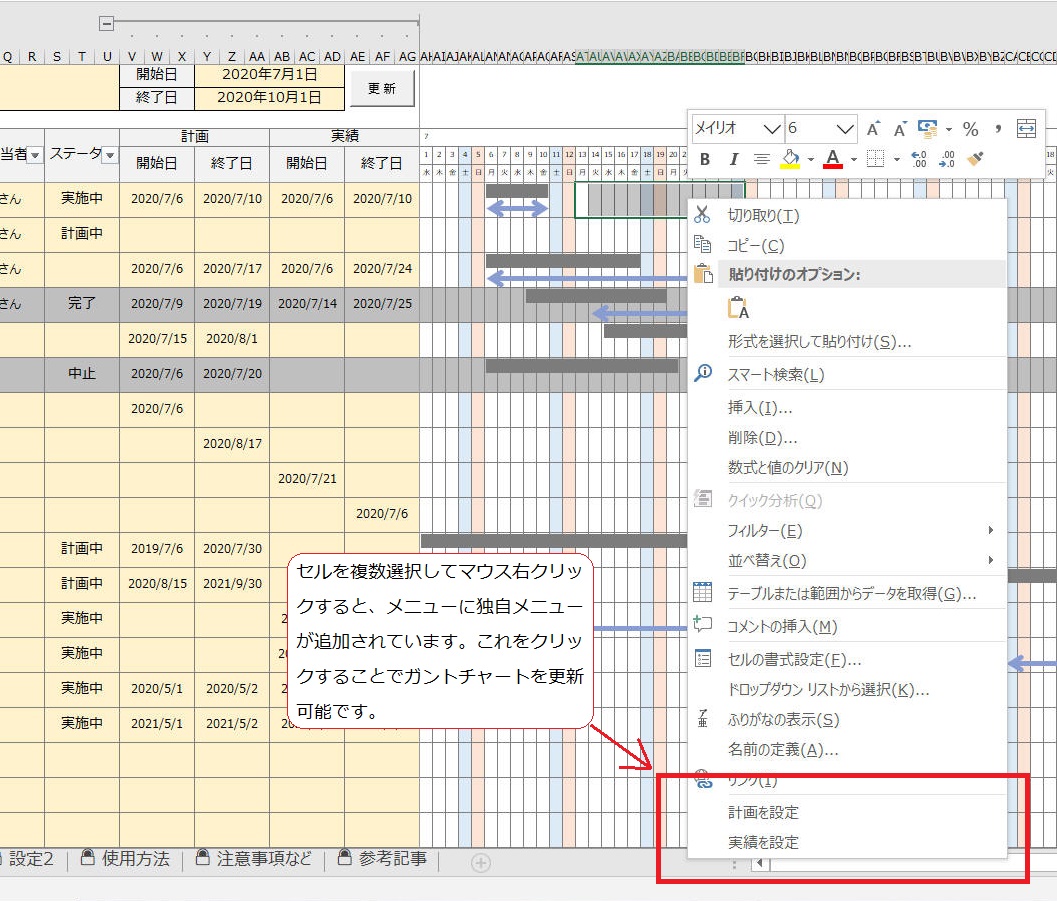 Q R S T U V W X Y Z AA AB AC AD AE AF AG
開始日 2020年7月1日
終了日 2020年10月1日
更 新
メイリオ 6
% ,
B I A
計画 実績
当者 ステータ 開始日 終了日 開始日 終了日
7
1 2 3 4 5 6 7 8 9 10 11 12 13 14 15 16 17 18 19 20
水 木 金 土 日 月 火 水 木 金 土 日 月 火 水 木 金 土 日 月
さん 実施中 2020/7/6 2020/7/10 2020/7/6 2020/7/10
さん 計画中
さん 2020/7/6 2020/7/17 2020/7/6 2020/7/24
さん 完了 2020/7/9 2020/7/19 2020/7/14 2020/7/25
2020/7/15 2020/8/1
中止 2020/7/6 2020/7/20
2020/7/6
2020/8/17
2020/7/21
2020/7/6
計画中 2019/7/6 2020/7/30
計画中 2020/8/15 2021/9/30
実施中
実施中
実施中 2020/5/1 2020/5/2
実施中 2021/5/1 2021/5/2
セルを複数選択してマウス右クリッ
クすると、メニューに独自メニュー
が追加されています。これをクリッ
クすることでガントチャートを更新
可能です。
切り取り(T)
コピー(C)
貼り付けのオプション:
形式を選択して貼り付け(S)...
スマート検索(L)
挿入(I)...
削除(D)...
数式と値のクリア(N)
クイック分析(Q)
フィルター(E)
並べ替え(O)
テーブルまたは範囲からデータを取得(G)...
コメントの挿入(M)
セルの書式設定(F)...
ドロップダウン リストから選択(K)...
ふりがなの表示(S)
名前の定義(A)...
リンク(I)
計画を設定
実績を設定
設定2 使用方法 注意事項など 参考記事